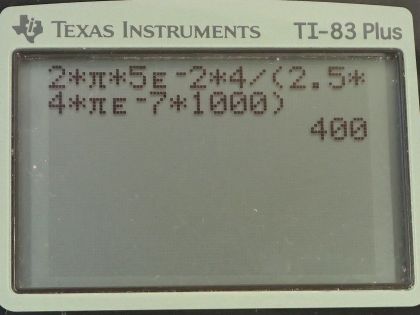 TEXAS INSTRUMENTS TI-83 Plus
2*π*5ᴇ⁻2*4/(2.5*
4*πᴇ⁻7*1000)
400